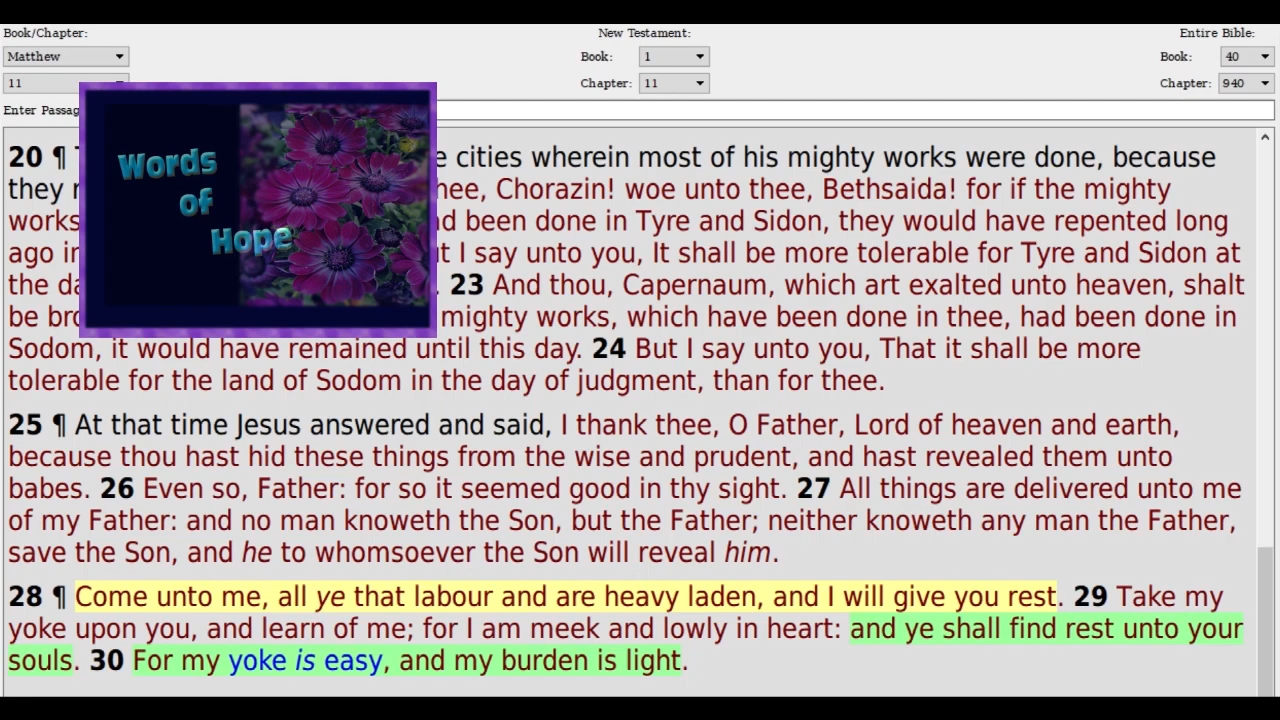 Book/Chapter: New Testament: Entire Bible:
Matthew Book: 1 Book: 40
11 Chapter: 11 Chapter: 940
Enter Passag
Words
of
Hope
20 ¶ cities wherein most of his mighty works were done, because
they hee, Chorazin! woe unto thee, Bethsaida! for if the mighty
works been done in Tyre and Sidon, they would have repented long
ago in I say unto you, It shall be more tolerable for Tyre and Sidon at
the 23 And thou, Capernaum, which art exalted unto heaven, shalt
be mighty works, which have been done in thee, had been done in
Sodom, it would have remained until this day. 24 But I say unto you, That it shall be more
tolerable for the land of Sodom in the day of judgment, than for thee.
25 ¶ At that time Jesus answered and said, I thank thee, O Father, Lord of heaven and earth,
because thou hast hid these things from the wise and prudent, and hast revealed them unto
babes. 26 Even so, Father: for so it seemed good in thy sight. 27 All things are delivered unto me
of my Father: and no man knoweth the Son, but the Father; neither knoweth any man the Father,
save the Son, and he to whomsoever the Son will reveal him.
28 ¶ Come unto me, all ye that labour and are heavy laden, and I will give you rest. 29 Take my
yoke upon you, and learn of me; for I am meek and lowly in heart: and ye shall find rest unto your
souls. 30 For my yoke is easy, and my burden is light.